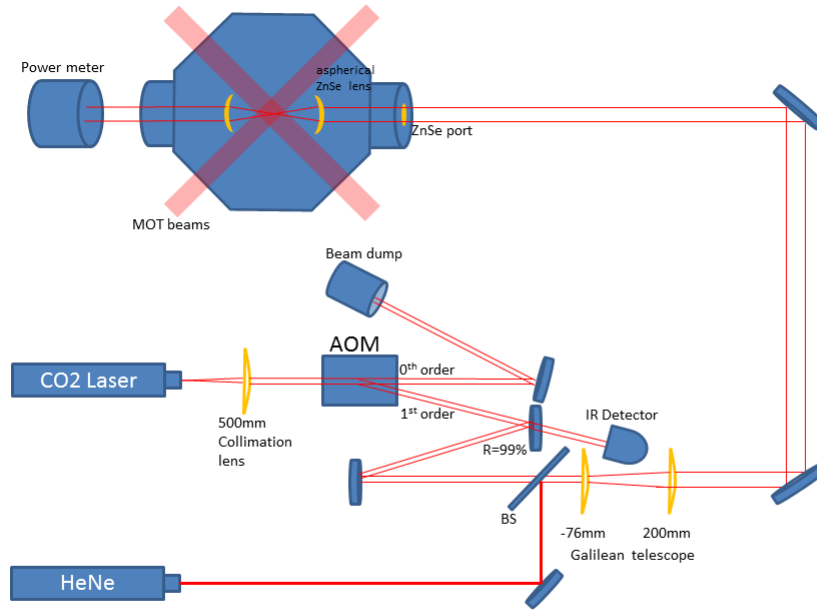 Power meter
aspherical
ZnSe lens
ZnSe port
MOT beams
Beam dump
AOM
0th order
CO2 Laser
1st order
IR Detector
500mm
Collimation
lens
R=99%
BS
-76mm
200mm
Galilean telescope
HeNe